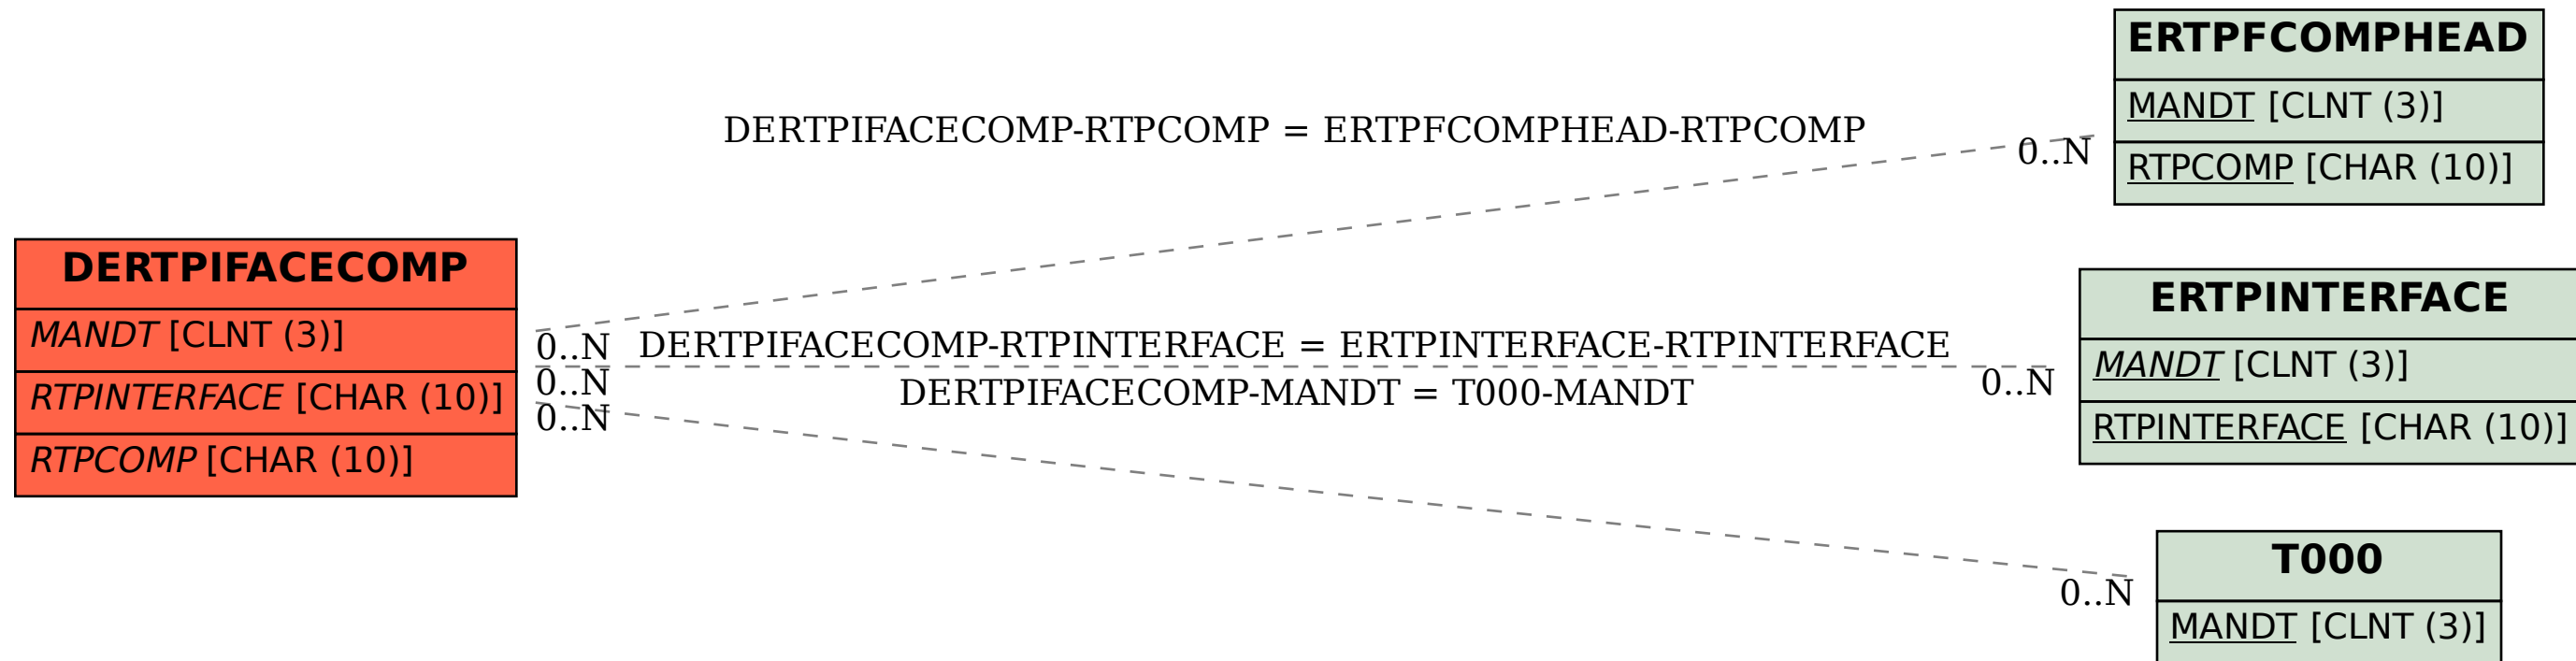 ERTPFCOMPHEAD
MANDT [CLNT (3)]
RTPCOMP [CHAR (10)]
DERTPIFACECOMP-RTPCOMP = ERTPFCOMPHEAD-RTPCOMP
0..N
DERTPIFACECOMP
MANDT [CLNT (3)]
RTPINTERFACE [CHAR (10)]
RTPCOMP [CHAR (10)]
0..N
DERTPIFACECOMP-RTPINTERFACE = ERTPINTERFACE-RTPINTERFACE
0..N
0..N
DERTPIFACECOMP-MANDT = T000-MANDT
0..N
ERTPINTERFACE
MANDT [CLNT (3)]
RTPINTERFACE [CHAR (10)]
0..N
T000
MANDT [CLNT (3)]